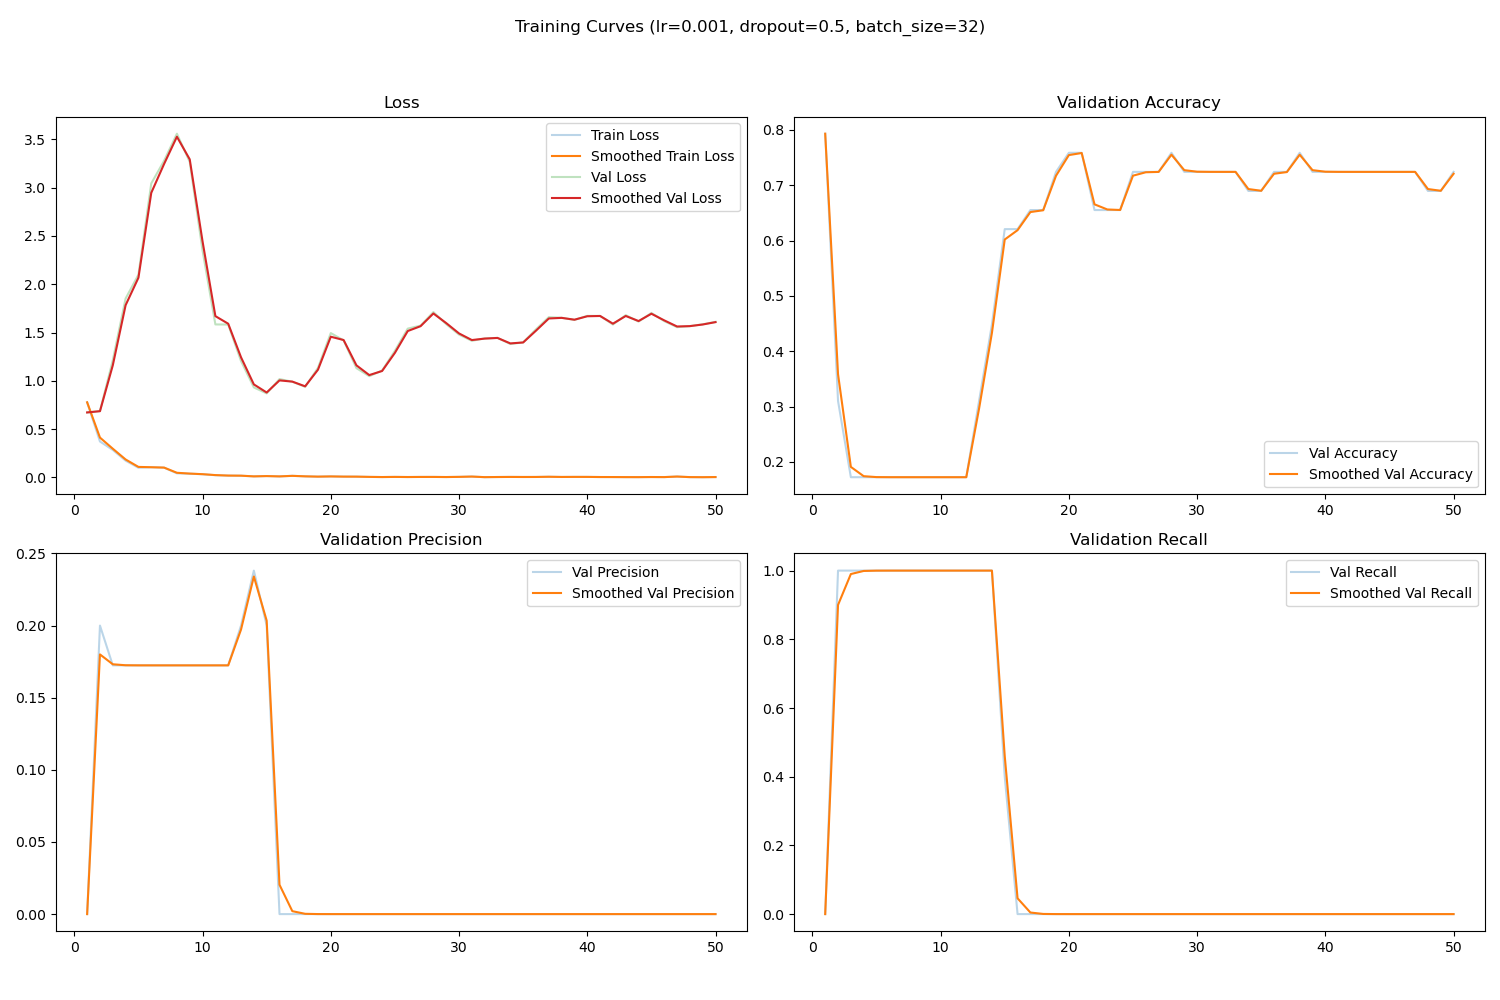 Training Curves (lr=0.001, dropout=0.5, batch_size=32)
Loss
3.5
3.0
2.5
2.0
1.5
1.0
0.5
0.0
0 10 20 30 40 50
Train Loss
Smoothed Train Loss
Val Loss
Smoothed Val Loss
Validation Accuracy
0.8
0.7
0.6
0.5
0.4
0.3
0.2
0 10 20 30 40 50
Val Accuracy
Smoothed Val Accuracy
Validation Precision
0.25
0.20
0.15
0.10
0.05
0.00
0 10 20 30 40 50
Val Precision
Smoothed Val Precision
Validation Recall
1.0
0.8
0.6
0.4
0.2
0.0
0 10 20 30 40 50
Val Recall
Smoothed Val Recall